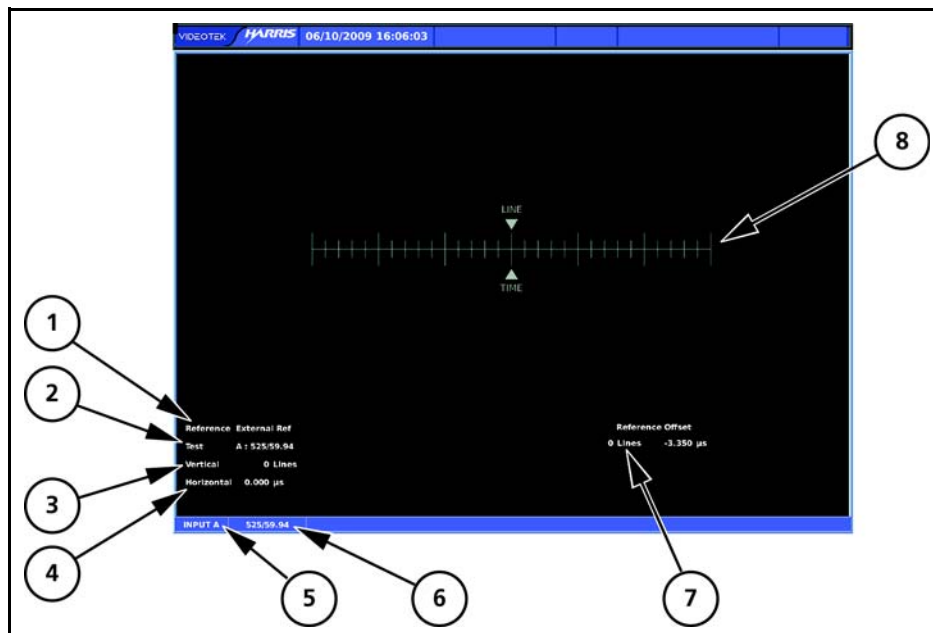 VIDEOTEK HARRIS 06/10/2009 16:06:03
8
LINE
TIME
1
2
3
4
Reference External Ref
Test A : 525/59.94
Vertical 0 Lines
Horizontal 0.000 µs
Reference Offset
0 Lines -3.350 µs
INPUT A 525/59.94
5
6
7